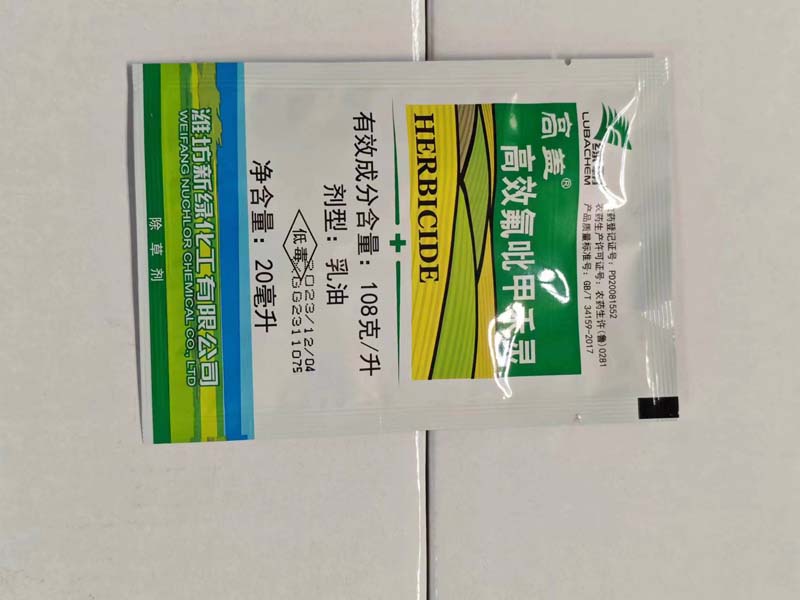 LUBACHEM
农药登记证号：PD20081552
农药生产许可证号：农药生许(鲁)0281
产品质量标准号：GB/T 34159-2017
高盖®
高效氟吡甲禾灵
HERBICIDE
有效成分含量：108克/升
剂型：乳油
低毒
2023/12/04
XGG2311075
净含量：20毫升
潍坊新绿化工有限公司
WEIFANG NUCHLOR CHEMICAL CO., LTD
除草剂